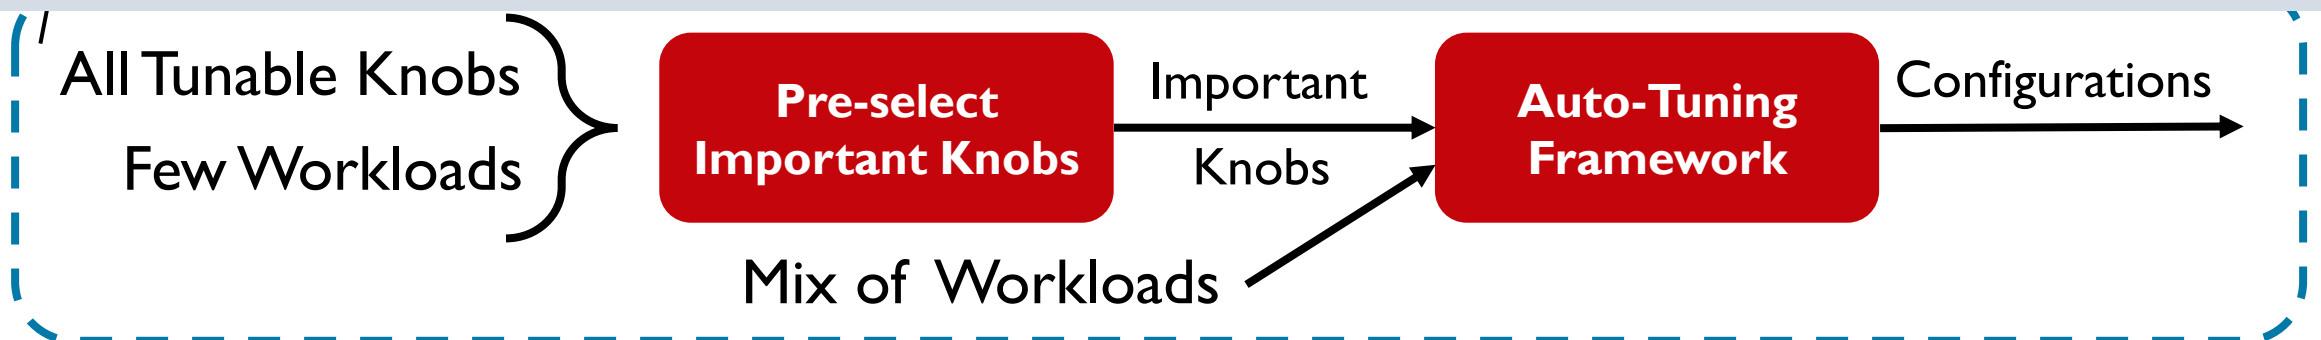 All Tunable Knobs
Few Workloads
Pre-select
Important Knobs
Important
Knobs
Mix of Workloads
Auto-Tuning
Framework
Configurations